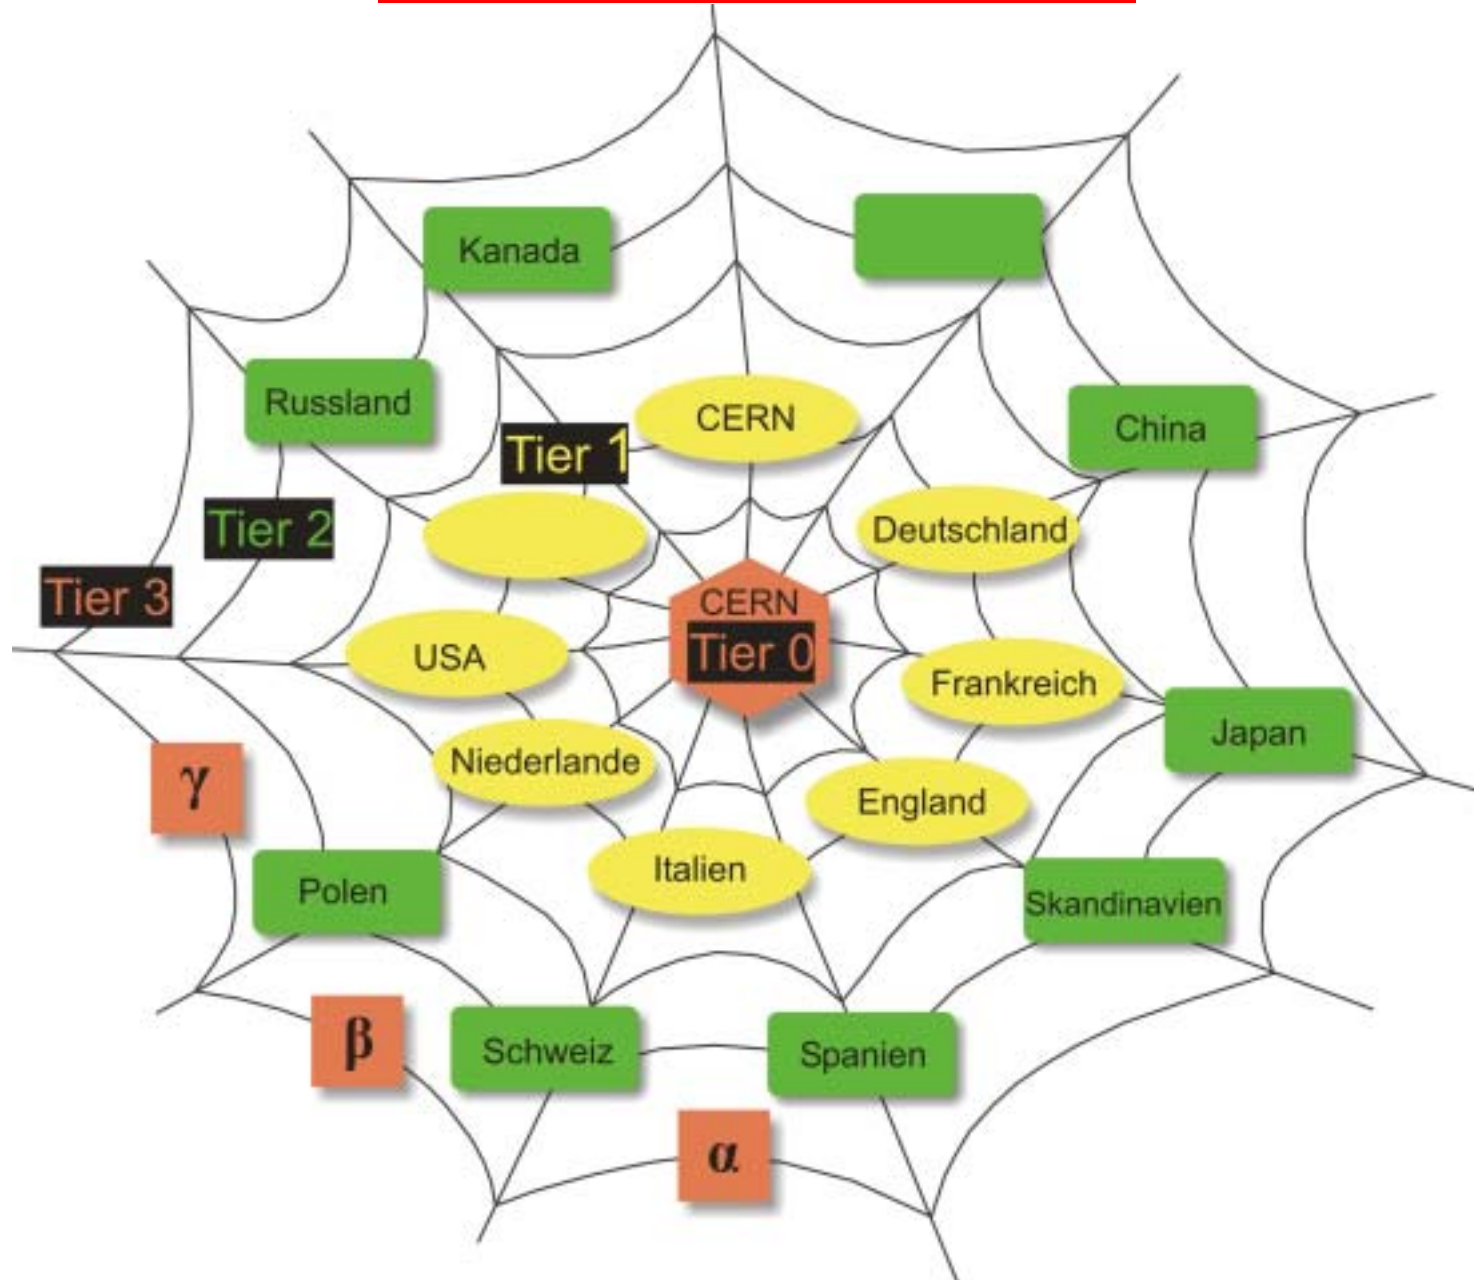 Kanada
Russland
CERN
China
Tier 1
Tier 2
Deutschland
Tier 3
CERN
Tier 0
USA
Frankreich
Niederlande
Japan
γ
England
Italien
Polen
Skandinavien
β
Schweiz
Spanien
α